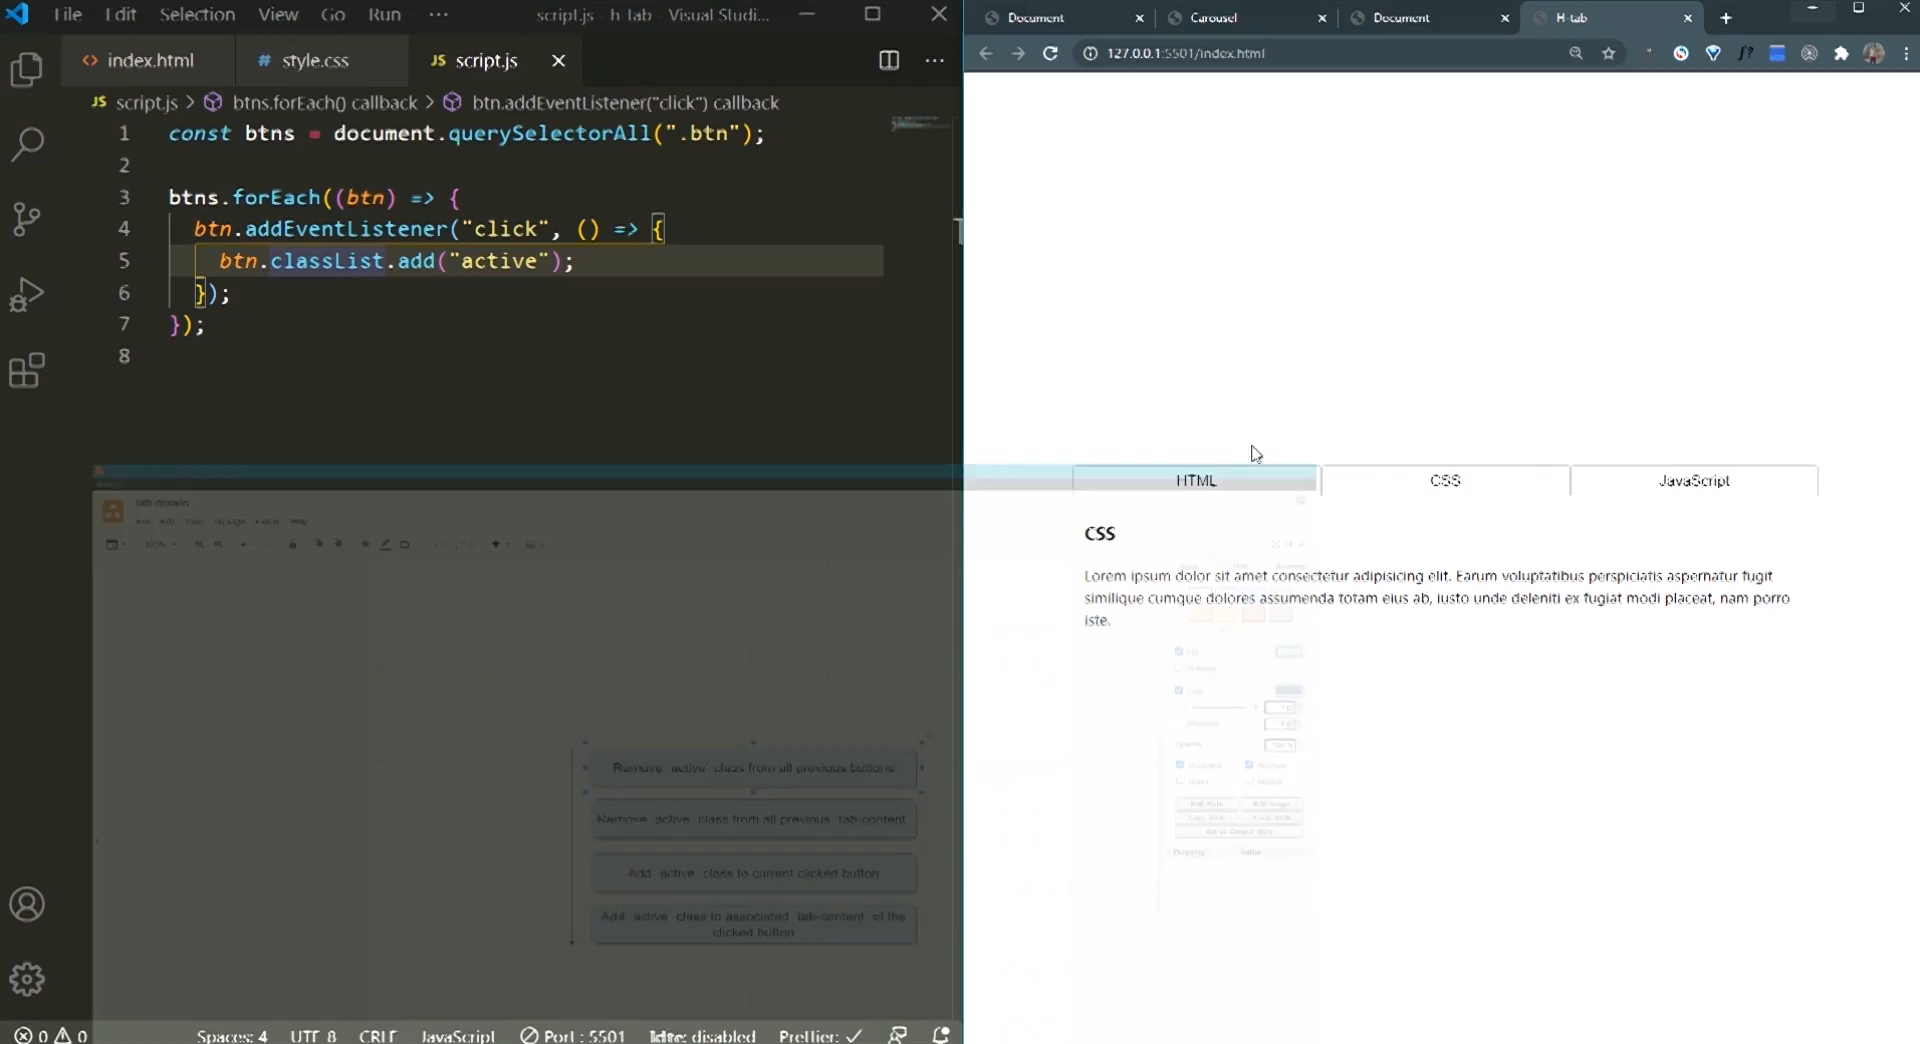 File Edit Selection View Go Run ··· script.js - h-tab - Visual Studi...
index.html style.css JS script.js
JS script.js > btns.forEach() callback > btn.addEventListener("click") callback
1 const btns = document.querySelectorAll(".btn");
2
3 btns.forEach((btn) => {
4 btn.addEventListener("click", () => {
5 btn.classList.add("active");
6 });
7 });
8
Remove `active` class from all previous buttons
Remove `active` class from all previous `tab-content`
Add `active` class to current clicked button
Add `active` class to associated `tab-content` of the
clicked button
0 0 Spaces: 4 UTF-8 CRLF JavaScript Port : 5501 Prettier: ✓
Document Carousel Document H-tab
127.0.0.1:5501/index.html
HTML CSS JavaScript
CSS
Lorem ipsum dolor sit amet consectetur adipisicing elit. Earum voluptatibus perspiciatis aspernatur fugit
similique cumque dolores assumenda totam eius ab, iusto unde deleniti ex fugiat modi placeat, nam porro
iste.